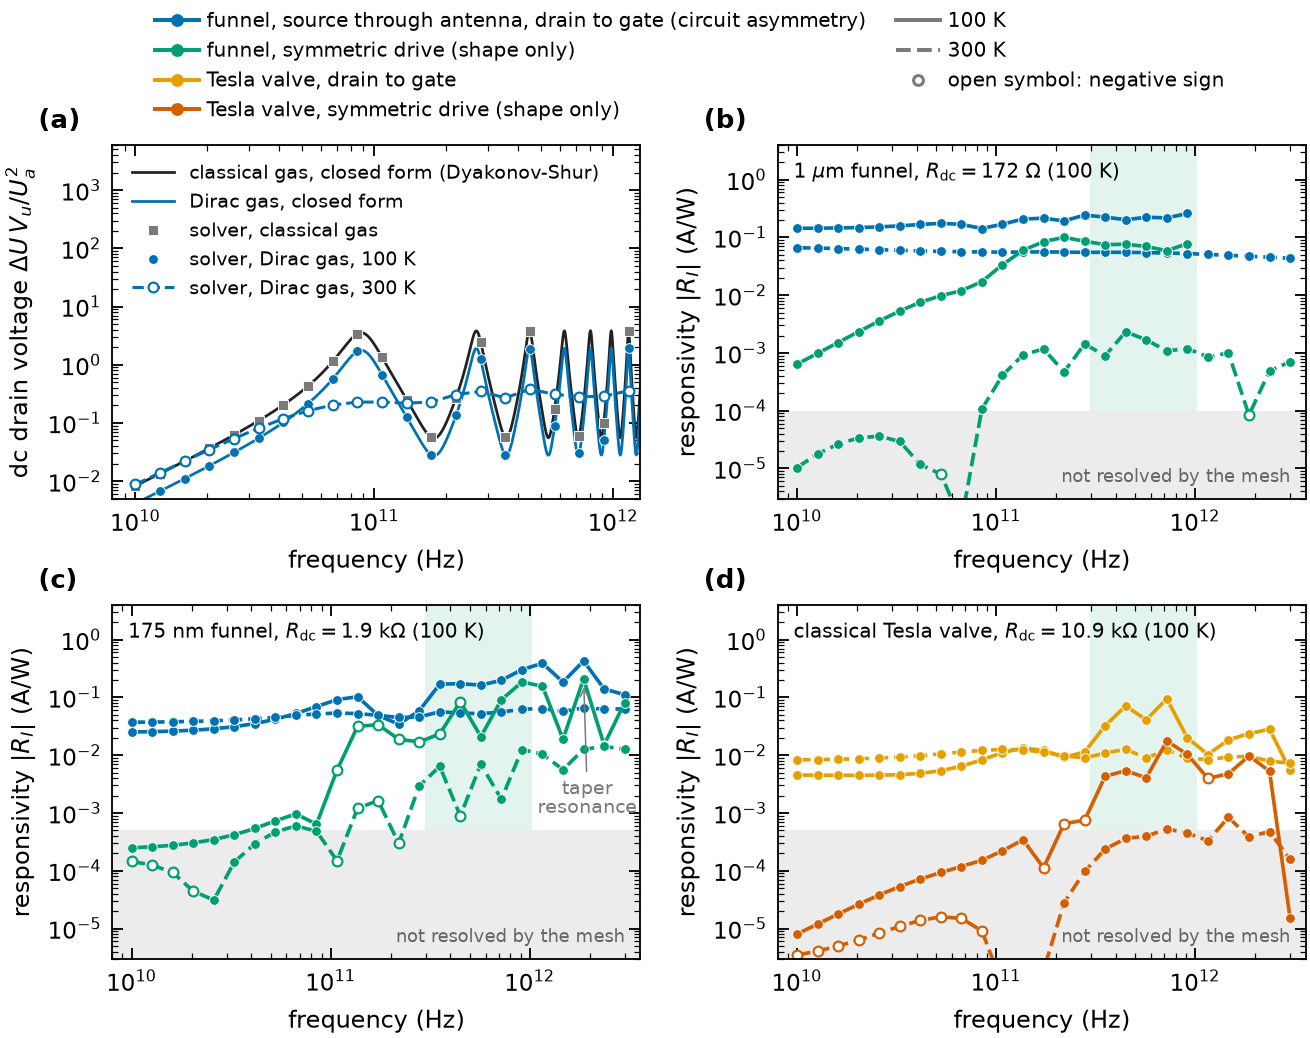 funnel, source through antenna, drain to gate (circuit asymmetry)
funnel, symmetric drive (shape only)
Tesla valve, drain to gate
Tesla valve, symmetric drive (shape only)
100 K
300 K
open symbol: negative sign
(a)
dc drain voltage ΔU V_u/U_a^2
classical gas, closed form (Dyakonov-Shur)
Dirac gas, closed form
solver, classical gas
solver, Dirac gas, 100 K
solver, Dirac gas, 300 K
10^3
10^2
10^1
10^0
10^−1
10^−2
10^10 10^11 10^12
frequency (Hz)
(b)
responsivity |R_I| (A/W)
1 μm funnel, R_dc = 172 Ω (100 K)
10^0
10^−1
10^−2
10^−3
10^−4
10^−5
not resolved by the mesh
10^10 10^11 10^12
frequency (Hz)
(c)
responsivity |R_I| (A/W)
175 nm funnel, R_dc = 1.9 kΩ (100 K)
10^0
10^−1
10^−2
10^−3
10^−4
10^−5
taper
resonance
not resolved by the mesh
10^10 10^11 10^12
frequency (Hz)
(d)
responsivity |R_I| (A/W)
classical Tesla valve, R_dc = 10.9 kΩ (100 K)
10^0
10^−1
10^−2
10^−3
10^−4
10^−5
not resolved by the mesh
10^10 10^11 10^12
frequency (Hz)